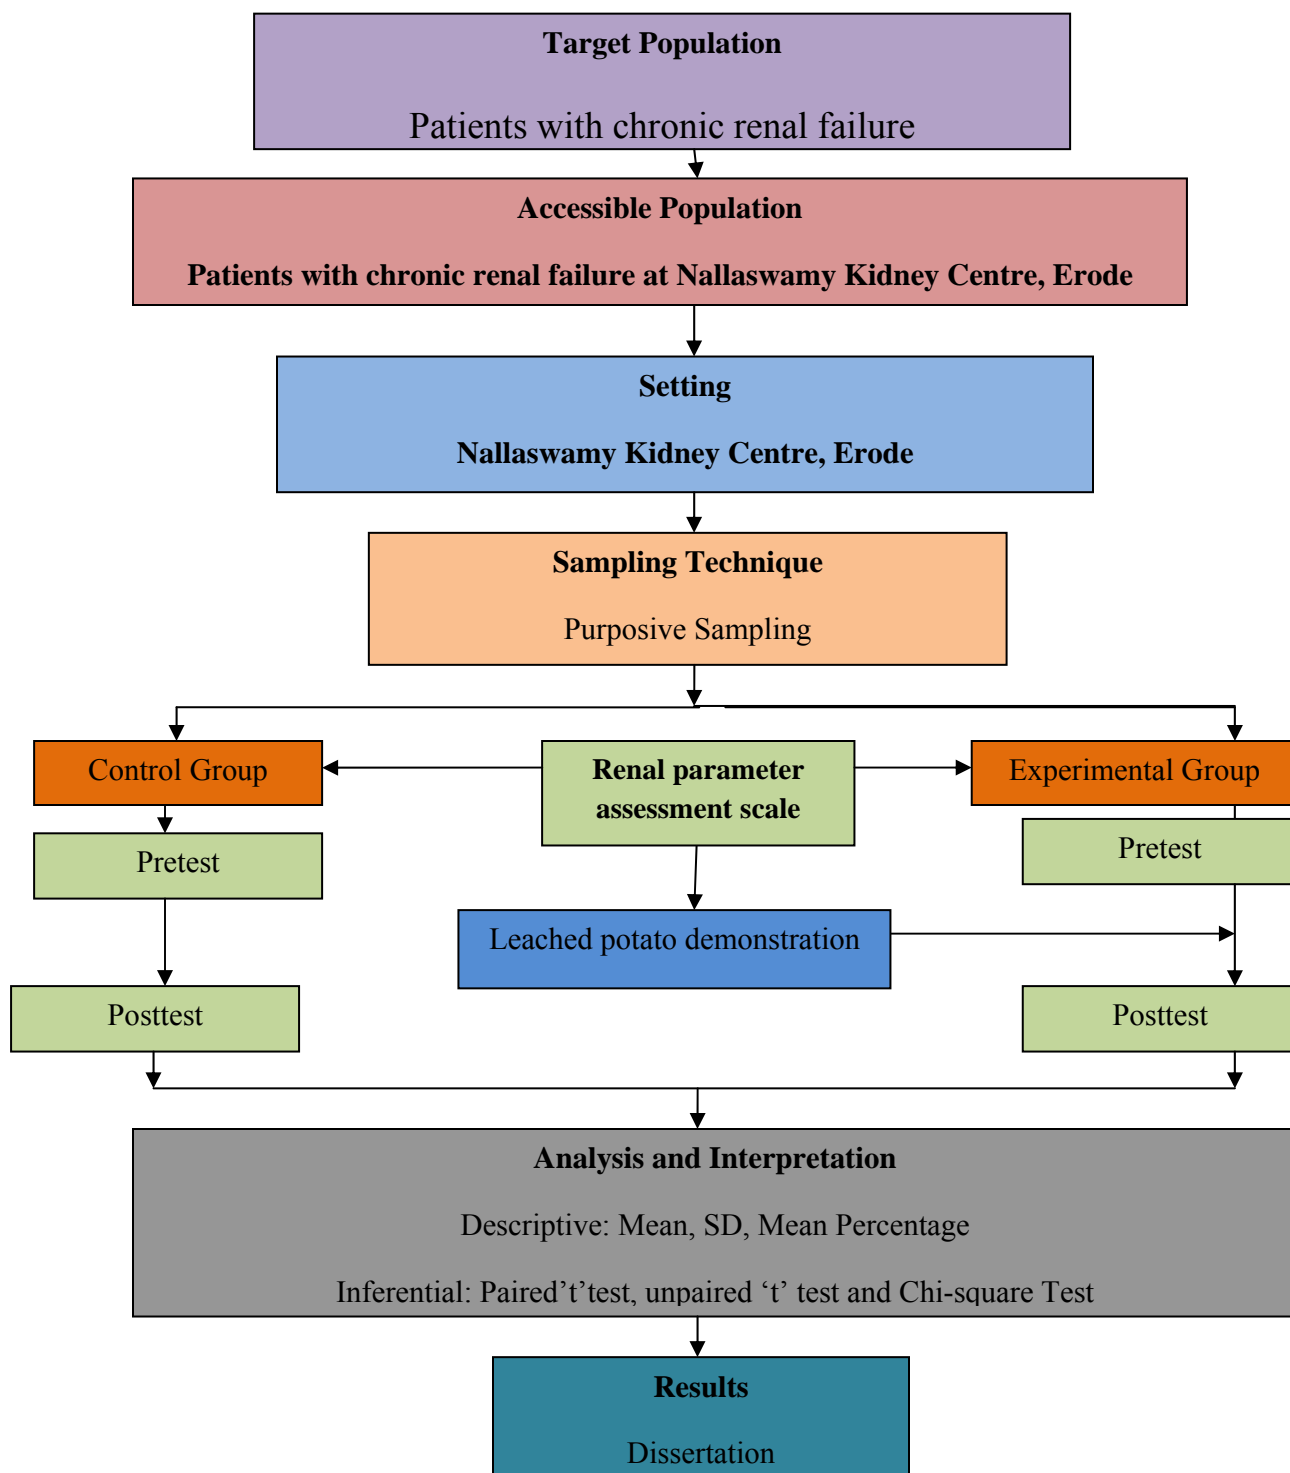 Target Population
Patients with chronic renal failure
Accessible Population
Patients with chronic renal failure at Nallaswamy Kidney Centre, Erode
Setting
Nallaswamy Kidney Centre, Erode
Sampling Technique
Purposive Sampling
Control Group
Renal parameter
assessment scale
Experimental Group
Pretest
Pretest
Leached potato demonstration
Posttest
Posttest
Analysis and Interpretation
Descriptive: Mean, SD, Mean Percentage
Inferential: Paired’t’test, unpaired ‘t’ test and Chi-square Test
Results
Dissertation